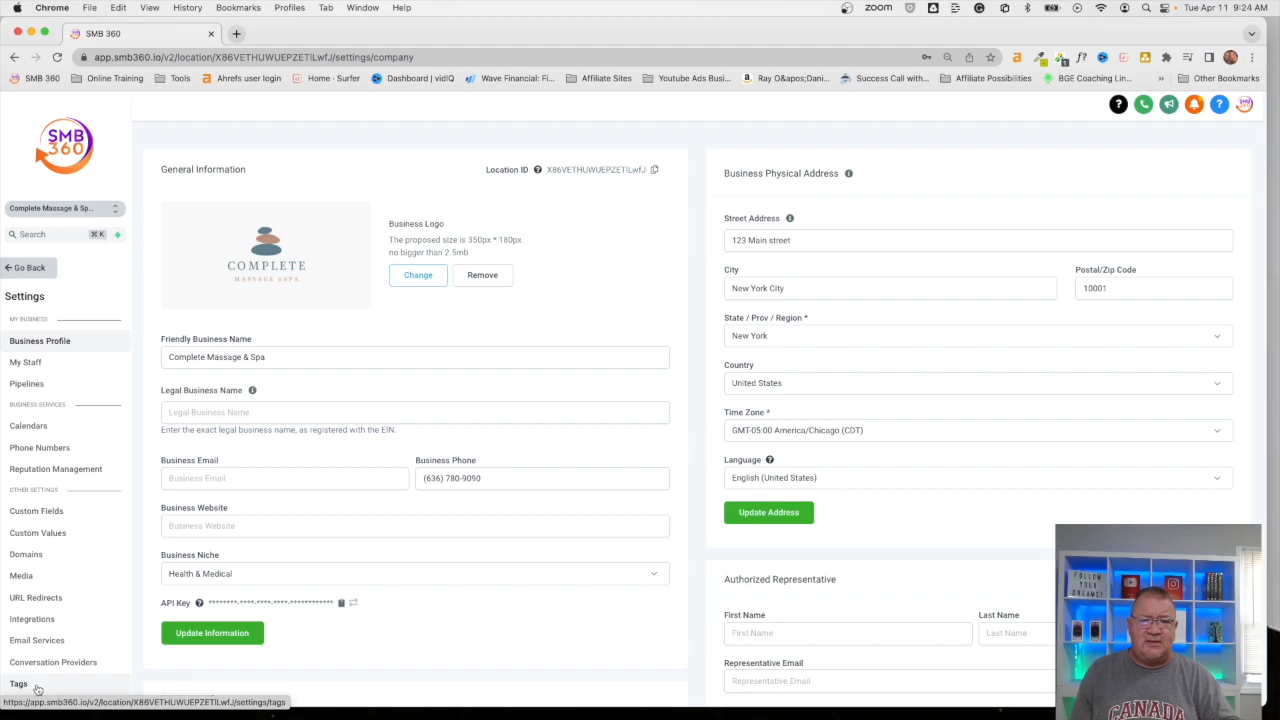 Chrome File Edit View History Bookmarks Profiles Tab Window Help zoom Tue Apr 11 9:24 AM
SMB 360
app.smb360.io/v2/location/X86VETHUWUEPZETILwfJ/settings/company
SMB 360 Online Training Tools Ahrefs user login Home · Surfer Dashboard | vidIQ Wave Financial: Fi... Affiliate Sites Youtube Ads Busi... Ray O&apos;Dani... Success Call with... Affiliate Possibilities BGE Coaching Lin... » Other Bookmarks
SMB
360
Complete Massage & Sp...
Search ⌘ K
Go Back
Settings
MY BUSINESS
Business Profile
My Staff
Pipelines
BUSINESS SERVICES
Calendars
Phone Numbers
Reputation Management
OTHER SETTINGS
Custom Fields
Custom Values
Domains
Media
URL Redirects
Integrations
Email Services
Conversation Providers
Tags
https://app.smb360.io/v2/location/X86VETHUWUEPZETILwfJ/settings/tags
General Information
Location ID X86VETHUWUEPZETILwfJ
COMPLETE
MASSAGE & SPA
Business Logo
The proposed size is 350px * 180px
no bigger than 2.5mb
Change Remove
Friendly Business Name
Complete Massage & Spa
Legal Business Name
Legal Business Name
Enter the exact legal business name, as registered with the EIN.
Business Email Business Phone
Business Email (636) 780-9090
Business Website
Business Website
Business Niche
Health & Medical
API Key ********-****-****-****-************
Update Information
Business Physical Address
Street Address
123 Main street
City Postal/Zip Code
New York City 10001
State / Prov / Region *
New York
Country
United States
Time Zone *
GMT-05:00 America/Chicago (CDT)
Language
English (United States)
Update Address
Authorized Representative
First Name Last Name
First Name Last Name
Representative Email
Representative Email
FOLLOW
YOUR
CANADA